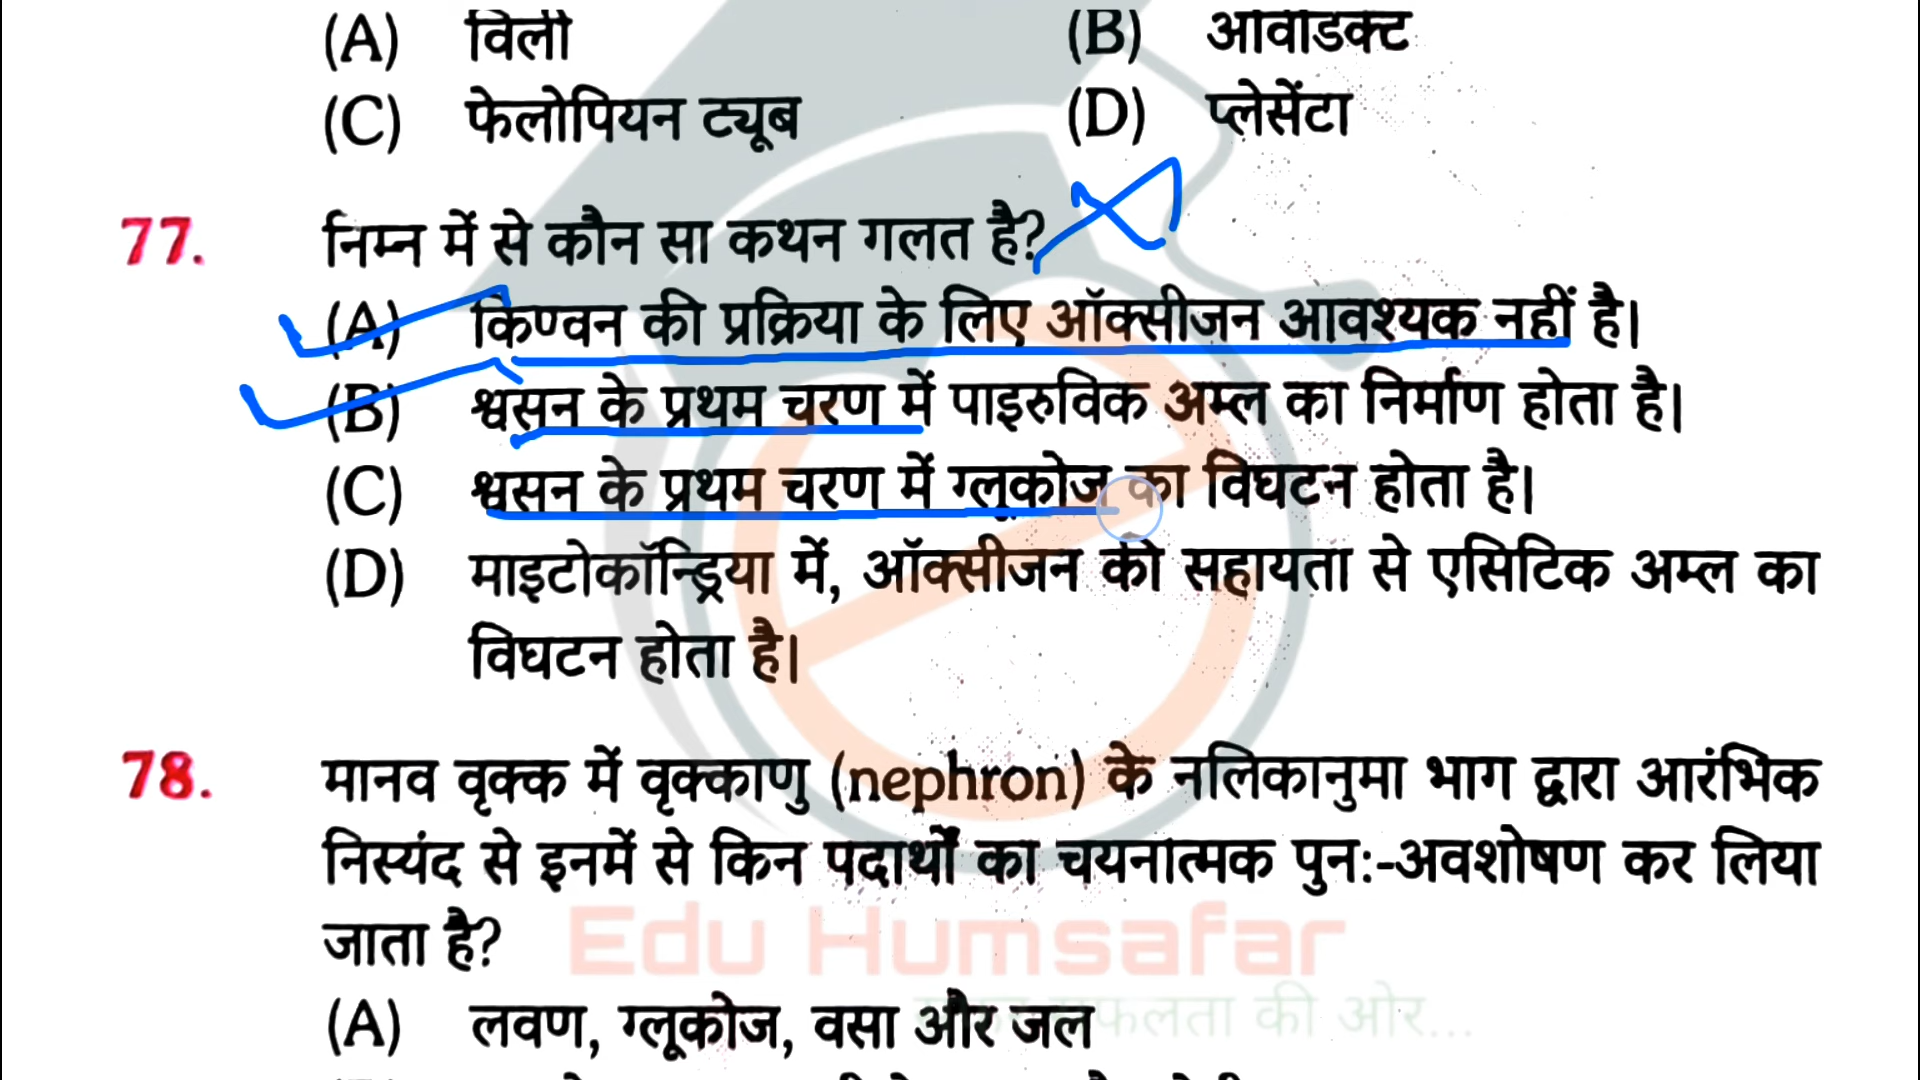 (A) विली (B) ओवीडक्ट
(C) फेलोपियन ट्यूब (D) प्लेसेंटा
77. निम्न में से कौन सा कथन गलत है?
(A) किण्वन की प्रक्रिया के लिए ऑक्सीजन आवश्यक नहीं है।
(B) श्वसन के प्रथम चरण में पाइरुविक अम्ल का निर्माण होता है।
(C) श्वसन के प्रथम चरण में ग्लूकोज का विघटन होता है।
(D) माइटोकॉन्ड्रिया में, ऑक्सीजन की सहायता से एसिटिक अम्ल का
विघटन होता है।
78. मानव वृक्क में वृक्काणु (nephron) के नलिकानुमा भाग द्वारा आरंभिक
निस्यंद से इनमें से किन पदार्थों का चयनात्मक पुन:-अवशोषण कर लिया
जाता है?
Edu Humsafar
(A) लवण, ग्लूकोज, वसा और जल
की ओर...